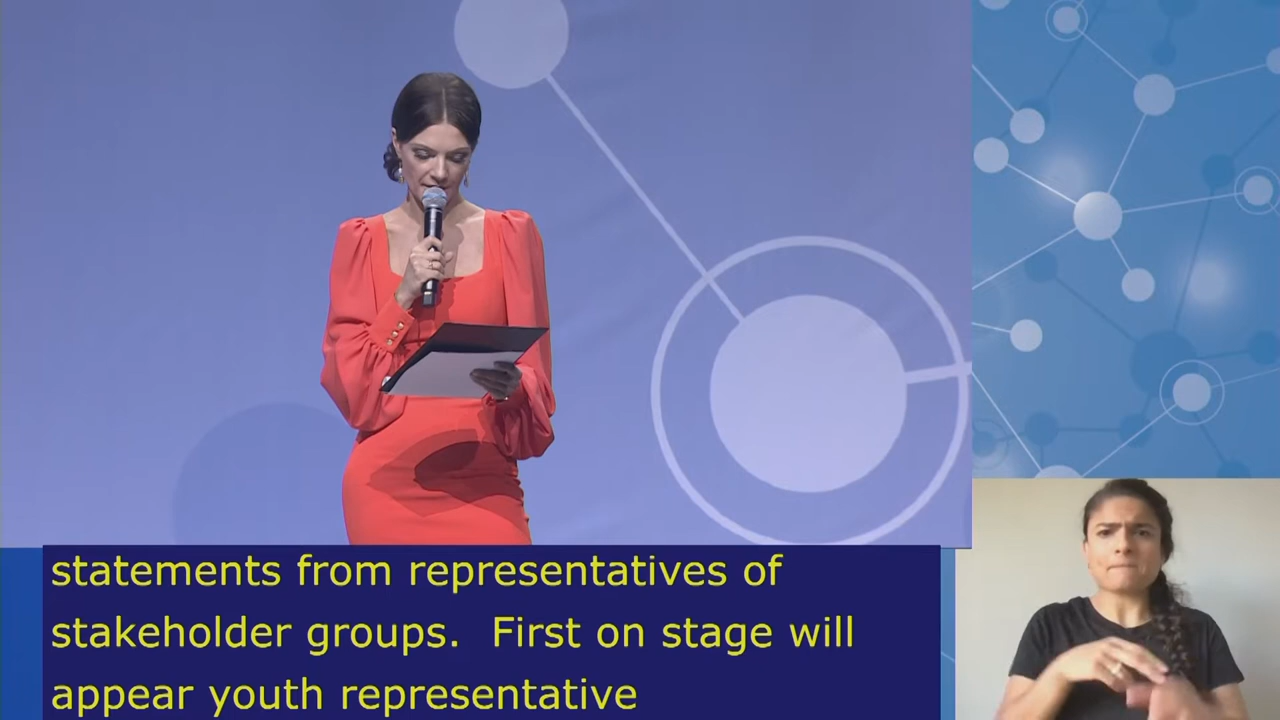 statements from representatives of
stakeholder groups.  First on stage will
appear youth representative